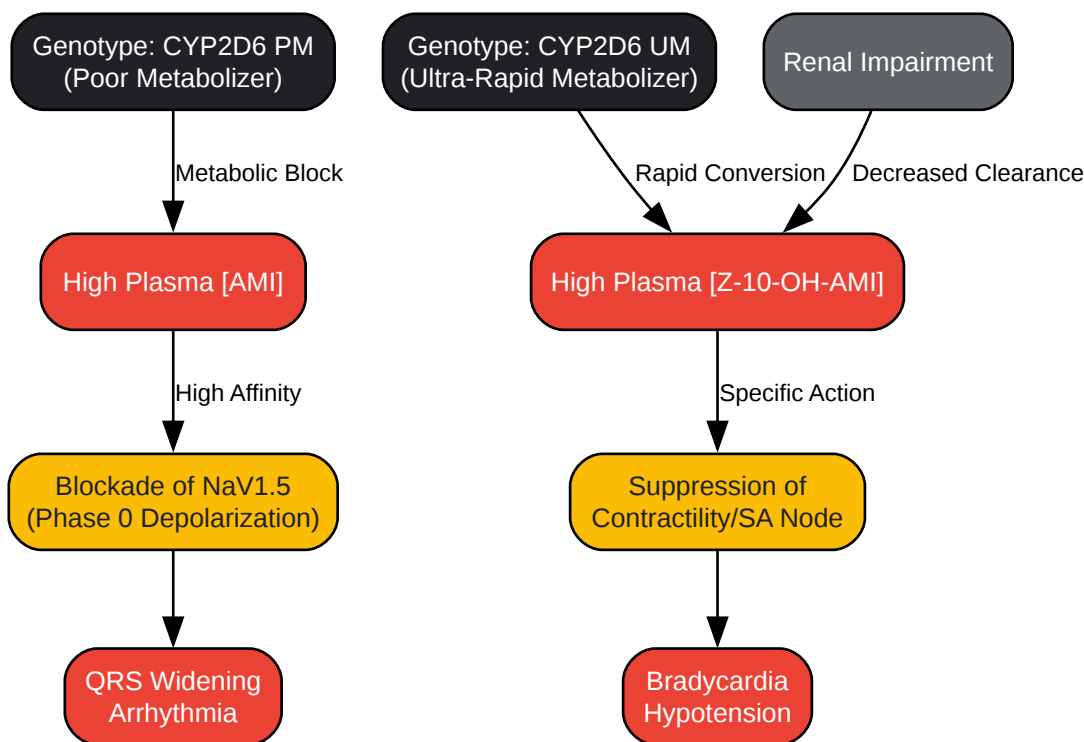 Genotype: CYP2D6 PM
(Poor Metabolizer)
Genotype: CYP2D6 UM
(Ultra-Rapid Metabolizer)
Renal Impairment
Metabolic Block
Rapid Conversion
Decreased Clearance
High Plasma [AMI]
High Plasma [Z-10-OH-AMI]
High Affinity
Specific Action
Blockade of NaV1.5
(Phase 0 Depolarization)
Suppression of
Contractility/SA Node
QRS Widening
Arrhythmia
Bradycardia
Hypotension